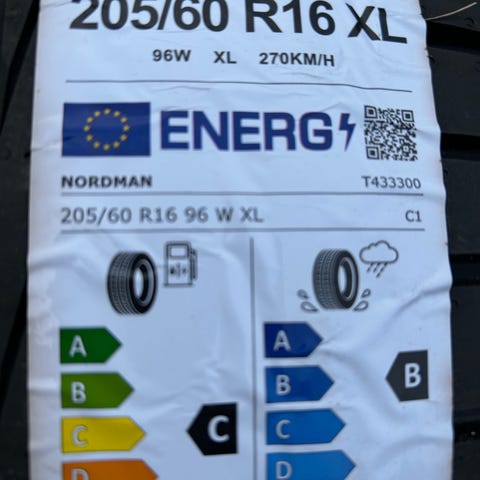 205/60 R16 XL
96W XL 270KM/H
ENERG
NORDMAN T433300
205/60 R16 96 W XL C1
A A
B B B
C C C
D D